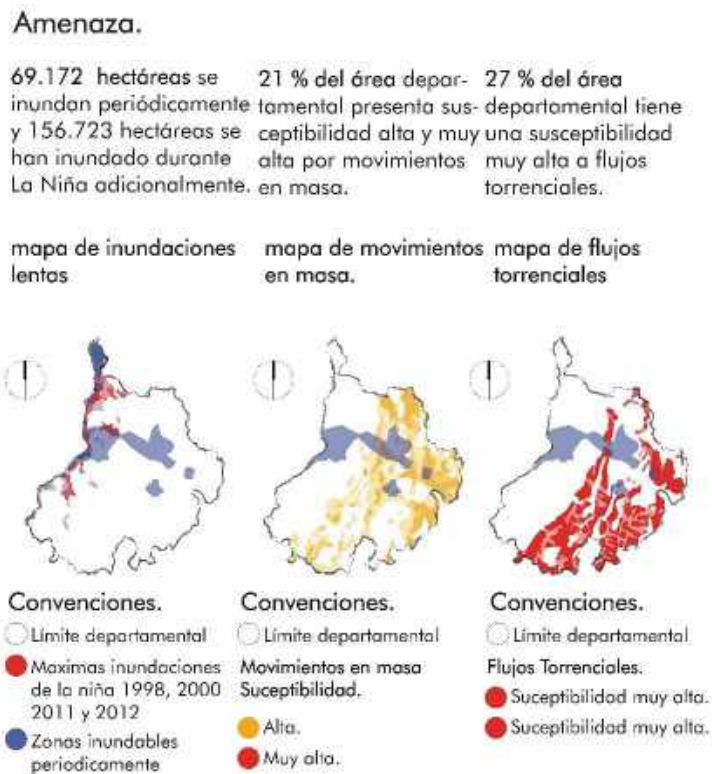 Amenaza.
69.172 hectáreas se
inundan periódicamente
y 156.723 hectáreas se
han inundado durante
La Niña adicionalmente.
21 % del área depar-
tamental presenta sus-
ceptibilidad alta y muy
alta por movimientos
en masa.
27 % del área
departamental tiene
una susceptibilidad
muy alta a flujos
torrenciales.
mapa de inundaciones
lentas
mapa de movimientos
en masa.
mapa de flujos
torrenciales
Convenciones.
Límite departamental
Maximas inundaciones
de la niña 1998, 2000
2011 y 2012
Zonas inundables
periodicamente
Convenciones.
Límite departamental
Movimientos en masa
Suceptibilidad.
Alta.
Muy alta.
Convenciones.
Límite departamental
Flujos Torrenciales.
Suceptibilidad muy alta.
Suceptibilidad muy alta.